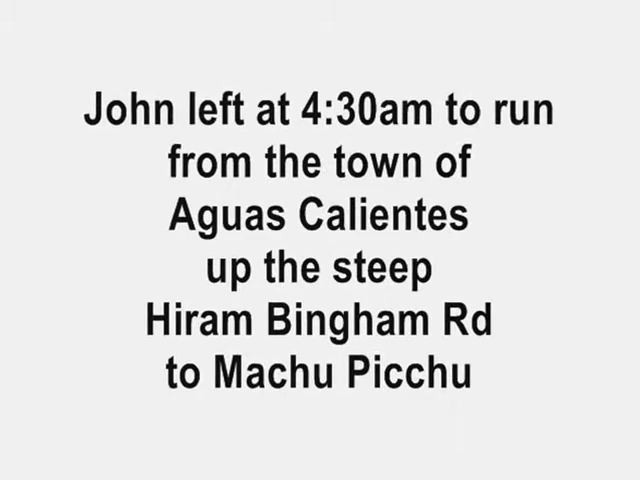 John left at 4:30am to run
from the town of
Aguas Calientes
up the steep
Hiram Bingham Rd
to Machu Picchu